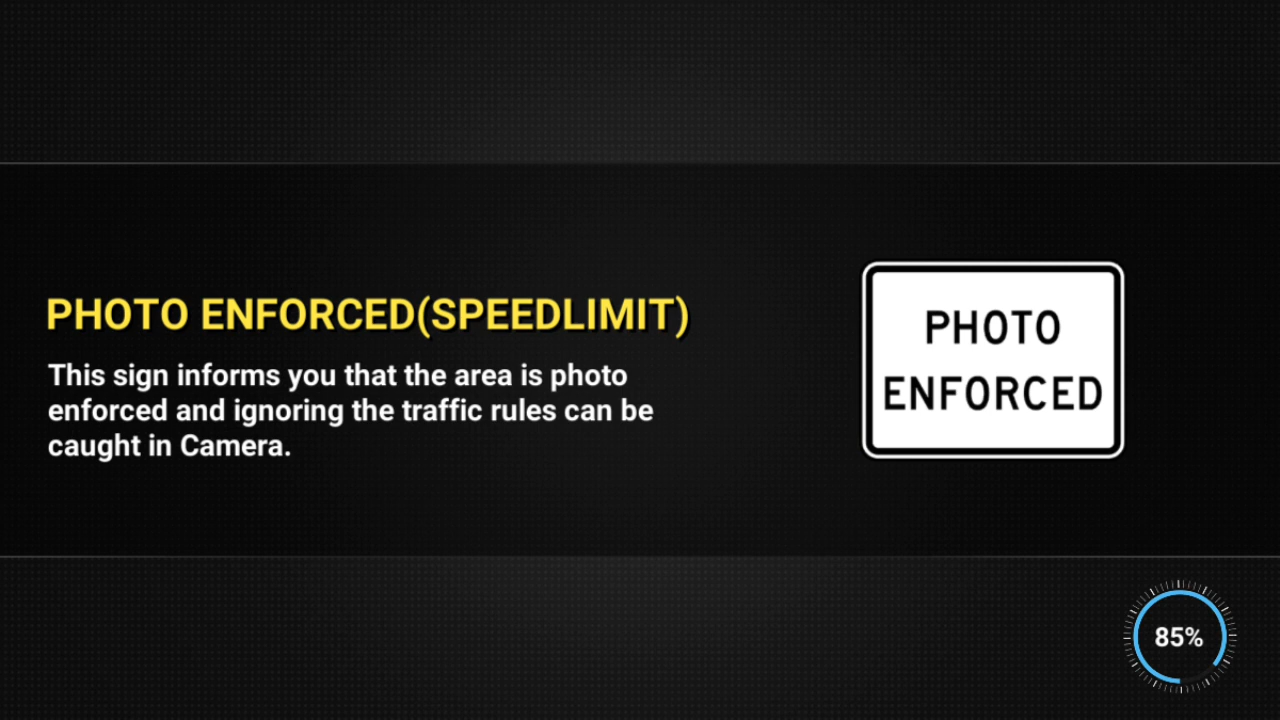 PHOTO ENFORCED(SPEEDLIMIT)
This sign informs you that the area is photo
enforced and ignoring the traffic rules can be
caught in Camera.
PHOTO
ENFORCED
85%